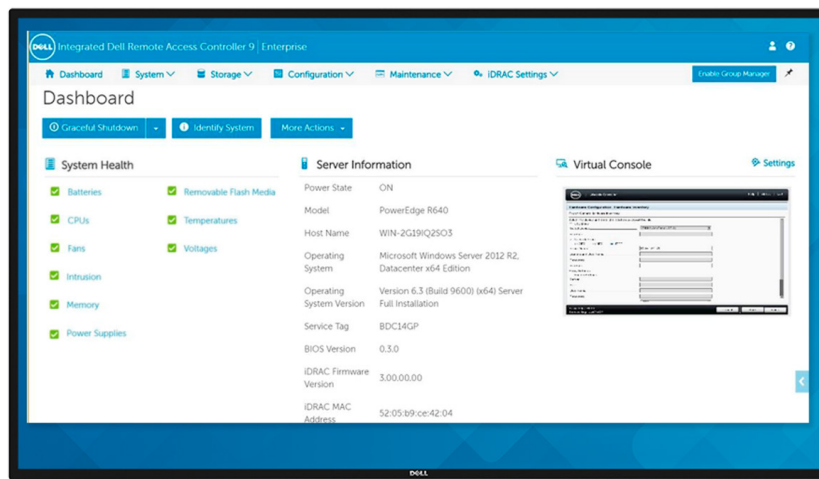 DELL Integrated Dell Remote Access Controller 9 | Enterprise
Dashboard System Storage Configuration Maintenance iDRAC Settings Enable Group Manager
Dashboard
Graceful Shutdown Identify System More Actions
System Health
Batteries Removable Flash Media
CPUs Temperatures
Fans Voltages
Intrusion
Memory
Power Supplies
Server Information
Power State ON
Model PowerEdge R640
Host Name WIN-2G19IQ2SO3
Operating Microsoft Windows Server 2012 R2,
System Datacenter x64 Edition
Operating Version 6.3 (Build 9600) (x64) Server
System Version Full Installation
Service Tag BDC14GP
BIOS Version 0.3.0
iDRAC Firmware 3.00.00.00
Version
iDRAC MAC 52:05:b9:ce:42:04
Address
Virtual Console Settings
DELL